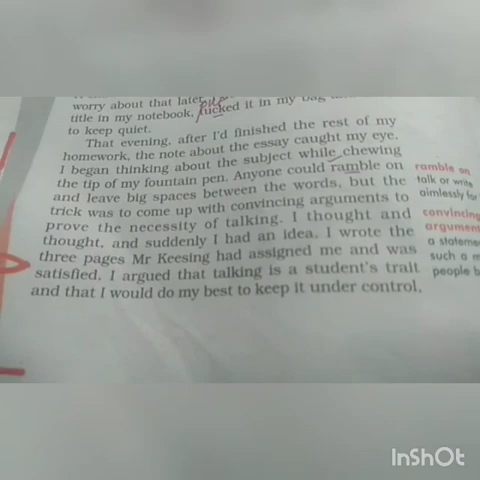 worry about that later,
title in my notebook, tucked it in my bag
to keep quiet.
That evening, after I'd finished the rest of my
homework, the note about the essay caught my eye.
I began thinking about the subject while chewing
the tip of my fountain pen. Anyone could ramble on
and leave big spaces between the words, but the
trick was to come up with convincing arguments to
prove the necessity of talking. I thought and
thought, and suddenly I had an idea. I wrote the
three pages Mr Keesing had assigned me and was
satisfied. I argued that talking is a student's trait
and that I would do my best to keep it under control,
ramble on
talk or write
aimlessly for
convincing
argument
a stateme
such a m
people b
InShOt